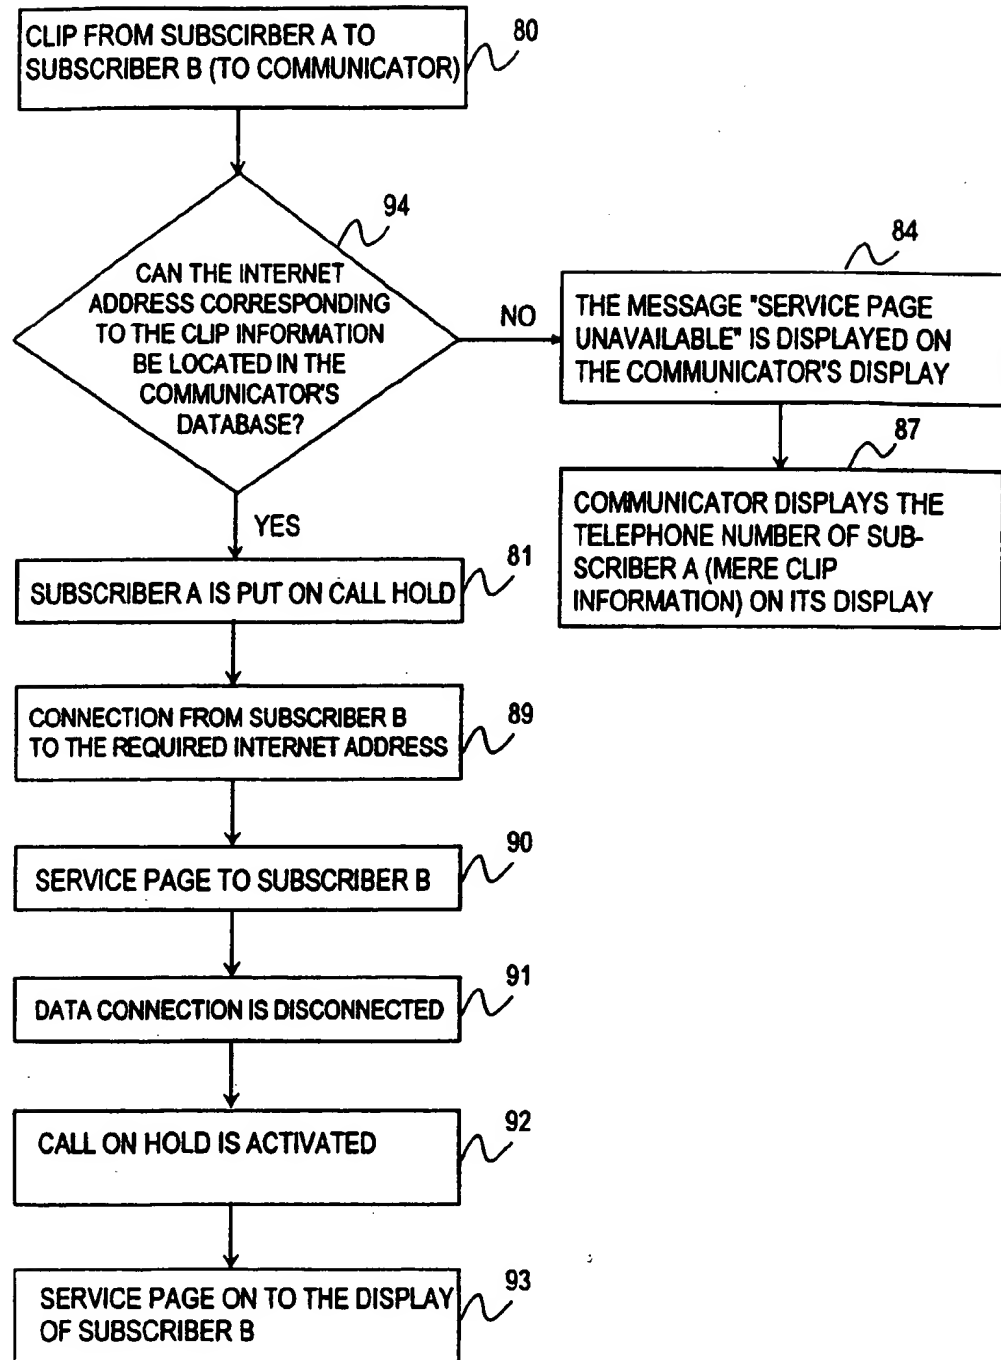 CLIP FROM SUBSCIRBER A TO
SUBSCRIBER B (TO COMMUNICATOR)
80
94
CAN THE INTERNET
ADDRESS CORRESPONDING
TO THE CLIP INFORMATION
BE LOCATED IN THE
COMMUNICATOR'S
DATABASE?
NO
84
THE MESSAGE "SERVICE PAGE
UNAVAILABLE" IS DISPLAYED ON
THE COMMUNICATOR'S DISPLAY
87
COMMUNICATOR DISPLAYS THE
TELEPHONE NUMBER OF SUB-
SCRIBER A (MERE CLIP
INFORMATION) ON ITS DISPLAY
YES
81
SUBSCRIBER A IS PUT ON CALL HOLD
CONNECTION FROM SUBSCRIBER B
TO THE REQUIRED INTERNET ADDRESS
89
90
SERVICE PAGE TO SUBSCRIBER B
91
DATA CONNECTION IS DISCONNECTED
92
CALL ON HOLD IS ACTIVATED
93
SERVICE PAGE ON TO THE DISPLAY
OF SUBSCRIBER B